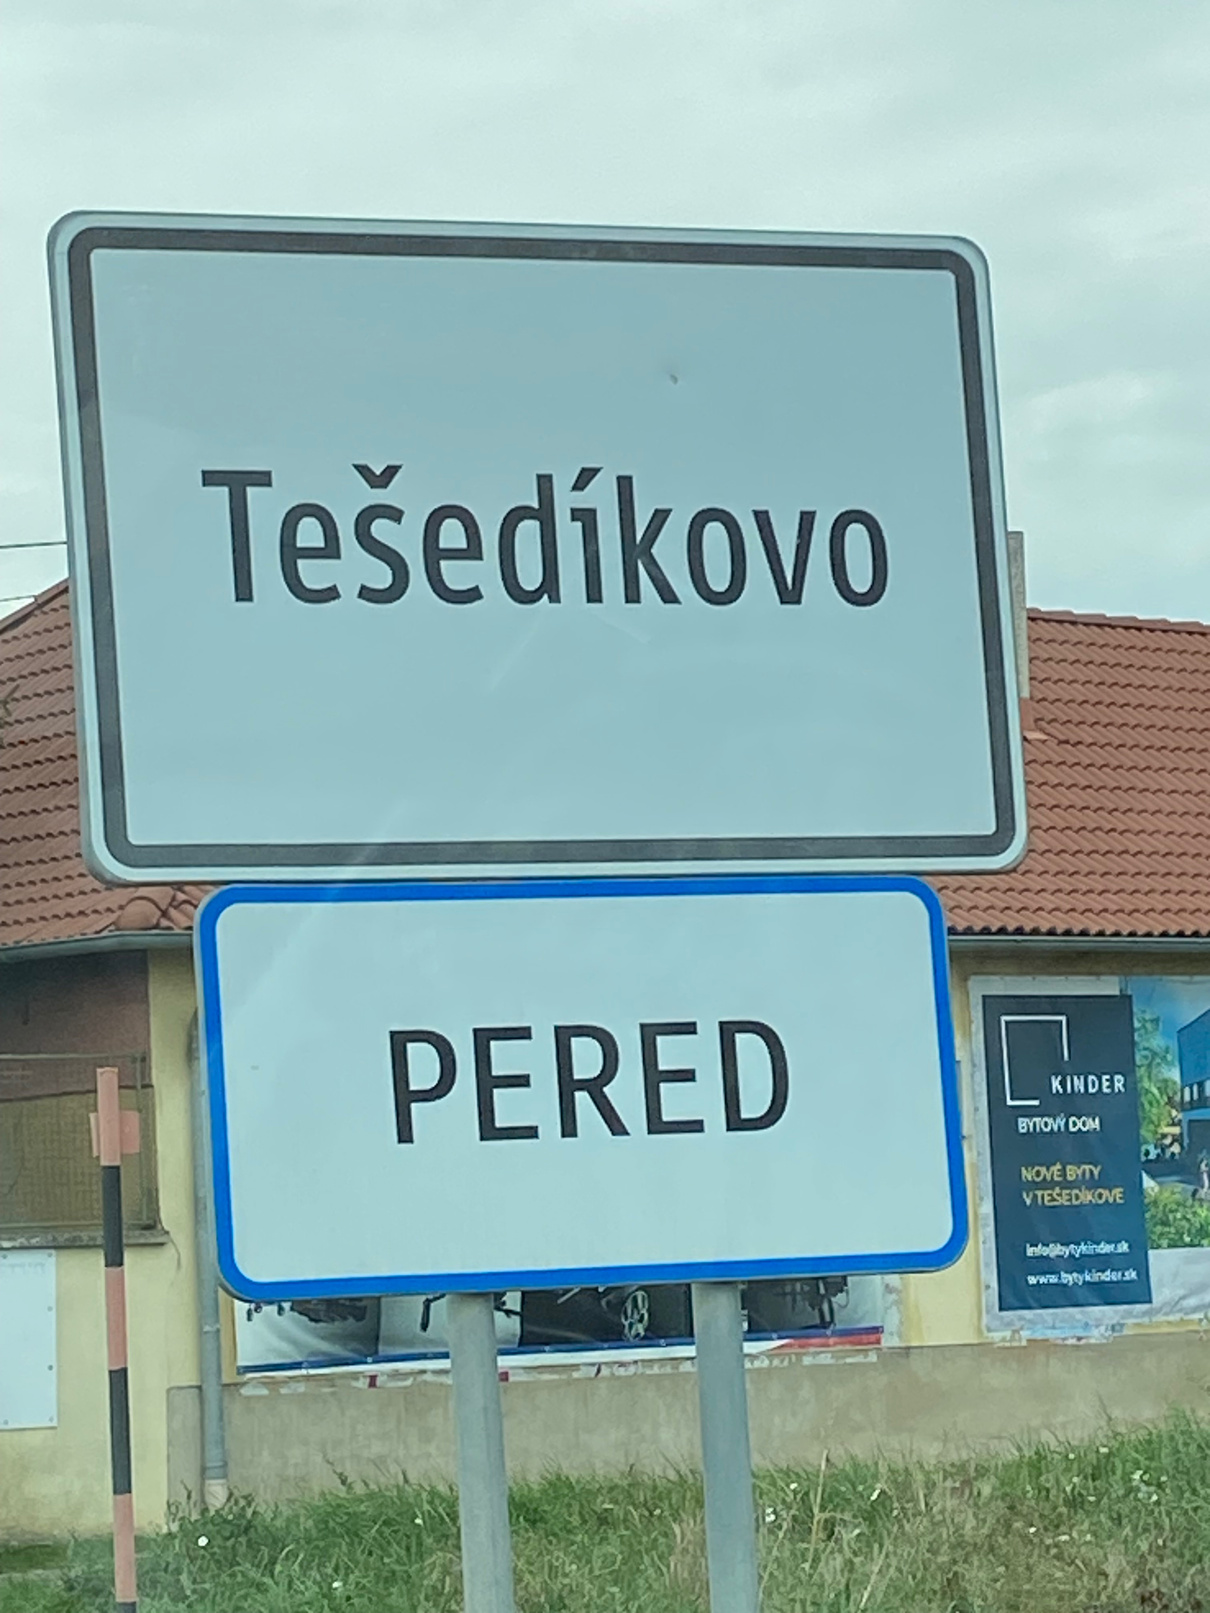 Tešedíkovo
PERED
KINDER
BYTOVÝ DOM
NOVÉ BYTY
V TEŠEDÍKOVE
info@bytykinder.sk
www.bytykinder.sk